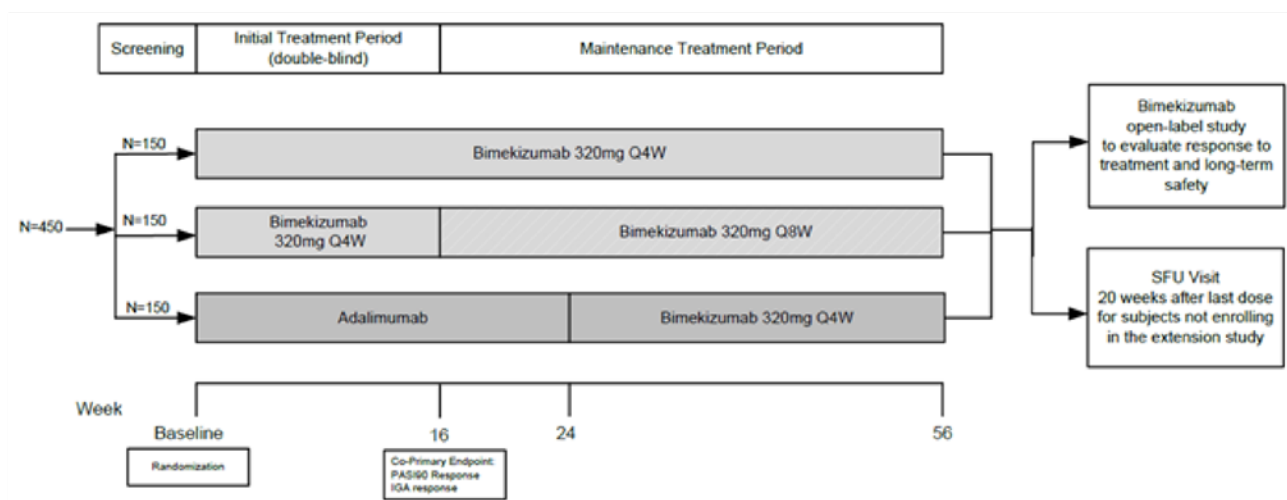 Screening
Initial Treatment Period
(double-blind)
Maintenance Treatment Period
N=150
Bimekizumab 320mg Q4W
N=450
N=150
Bimekizumab
320mg Q4W
Bimekizumab 320mg Q8W
N=150
Adalimumab
Bimekizumab 320mg Q4W
Bimekizumab
open-label study
to evaluate response to
treatment and long-term
safety
SFU Visit
20 weeks after last dose
for subjects not enrolling
in the extension study
Week
Baseline
16
24
56
Randomization
Co-Primary Endpoint:
PASI90 Response
IGA response